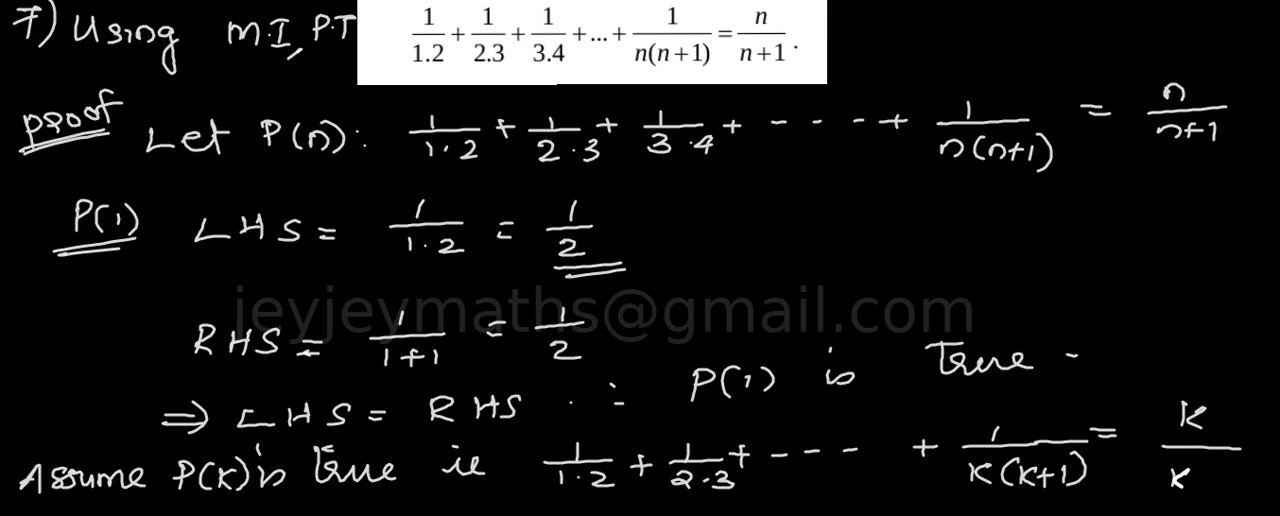 7) Using M.I, P.T 1/1.2 + 1/2.3 + 1/3.4 + ... + 1/n(n+1) = n/n+1 .
proof Let P(n): 1/1.2 + 1/2.3 + 1/3.4 + - - - - + 1/n(n+1) = n/n+1
P(1) LHS = 1/1.2 = 1/2
jeyjeymaths@gmail.com
RHS = 1/1+1 = 1/2
⇒ LHS = RHS ∴ P(1) is true.
Assume P(k) is true ie 1/1.2 + 1/2.3 + - - - - + 1/k(k+1) = k/k